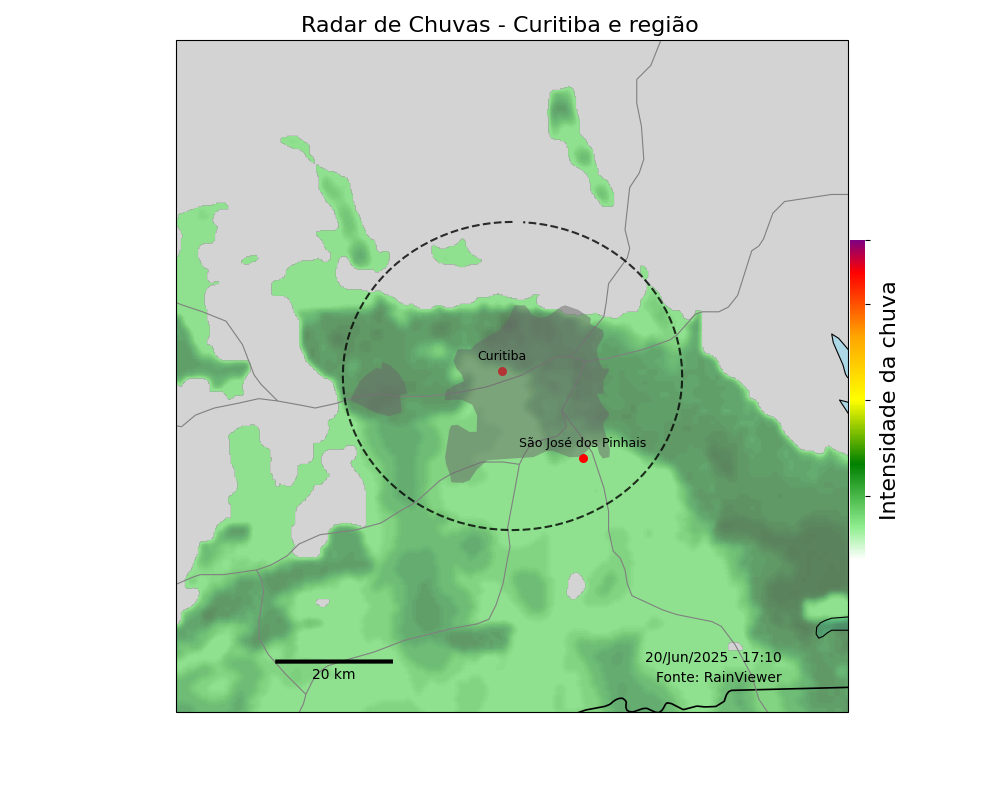 Radar de Chuvas - Curitiba e região
Curitiba
São José dos Pinhais
Intensidade da chuva
20/Jun/2025 - 17:10
Fonte: RainViewer
20 km